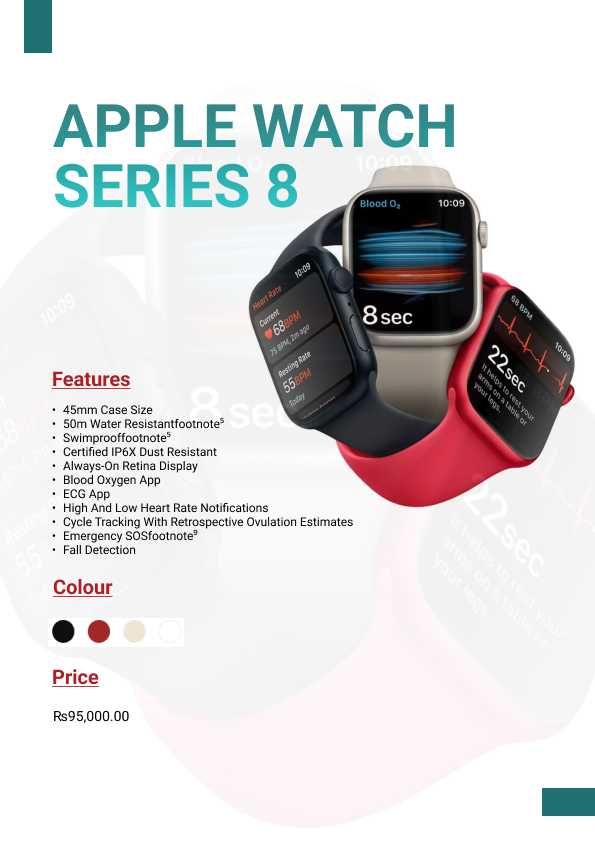 APPLE WATCH
SERIES 8
Blood O₂ 10:09
8 sec
10:09
Heart Rate
Current
68BPM
75 BPM, 2m ago
Resting Rate
55BPM
Today
68 BPM
10:09
22sec
It helps to rest your
arms on a table or
your legs.
Features
• 45mm Case Size
• 50m Water Resistantfootnote⁵
• Swimprooffootnote⁵
• Certified IP6X Dust Resistant
• Always-On Retina Display
• Blood Oxygen App
• ECG App
• High And Low Heart Rate Notifications
• Cycle Tracking With Retrospective Ovulation Estimates
• Emergency SOSfootnote⁹
• Fall Detection
Colour
Price
₨95,000.00